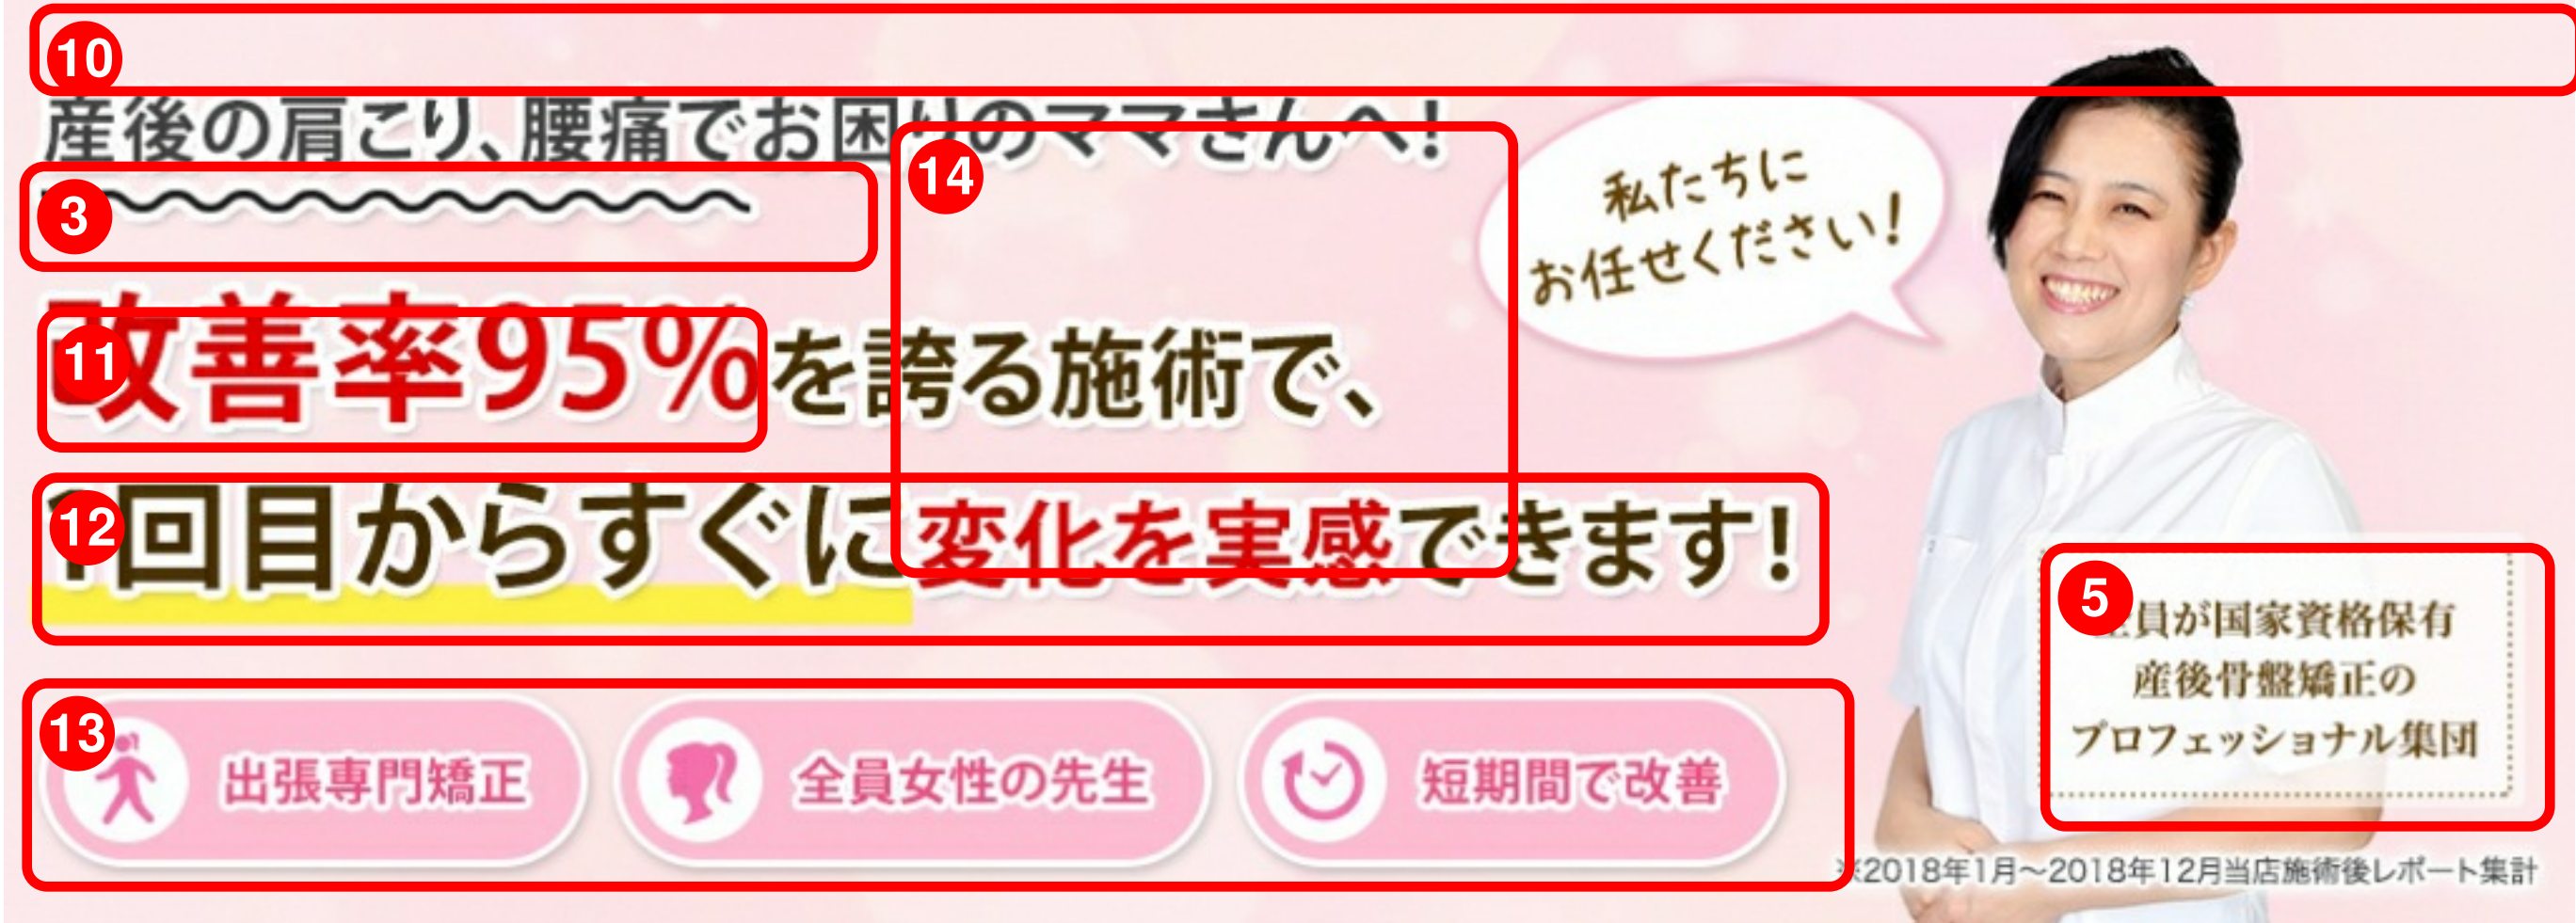 10
産後の肩こり、腰痛でお困りのママさんへ!
14
3
私たちに
お任せください!
11
改善率95%を誇る施術で、
12
1回目からすぐに変化を実感できます!
5
員が国家資格保有
産後骨盤矯正の
プロフェッショナル集団
13
出張専門矯正
全員女性の先生
短期間で改善
※2018年1月～2018年12月当店施術後レポート集計